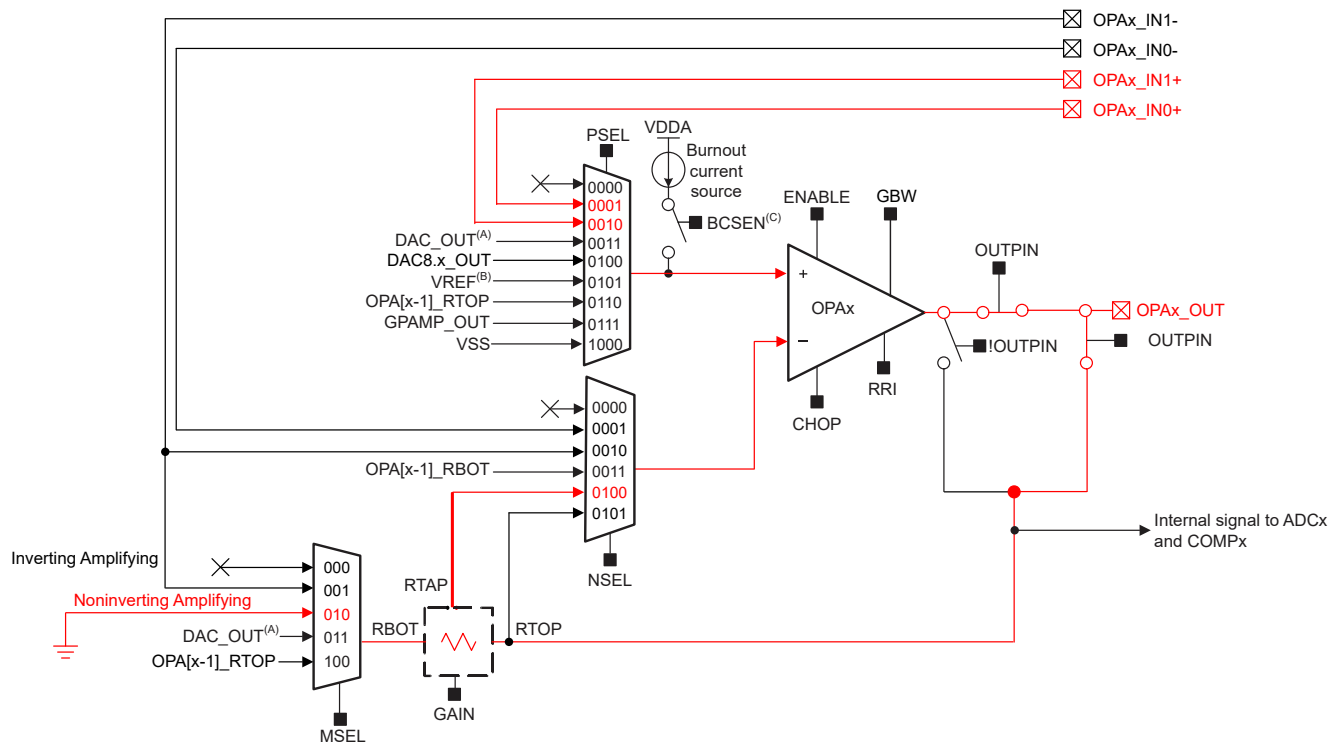 OPAx_IN1-
OPAx_IN0-
OPAx_IN1+
OPAx_IN0+
PSEL
VDDA
Burnout
current
source
BCSEN(C)
0000
0001
0010
DAC_OUT(A) 0011
DAC8.x_OUT 0100
VREF(B) 0101
OPA[x-1]_RTOP 0110
GPAMP_OUT 0111
VSS 1000
ENABLE
GBW
+
OPAx
−
CHOP
RRI
OUTPIN
OPAx_OUT
!OUTPIN
OUTPIN
0000
0001
0010
OPA[x-1]_RBOT 0011
0100
0101
NSEL
Internal signal to ADCx
and COMPx
Inverting Amplifying
000
001
Noninverting Amplifying 010
DAC_OUT(A) 011
OPA[x-1]_RTOP 100
MSEL
RBOT
RTAP
RTOP
GAIN